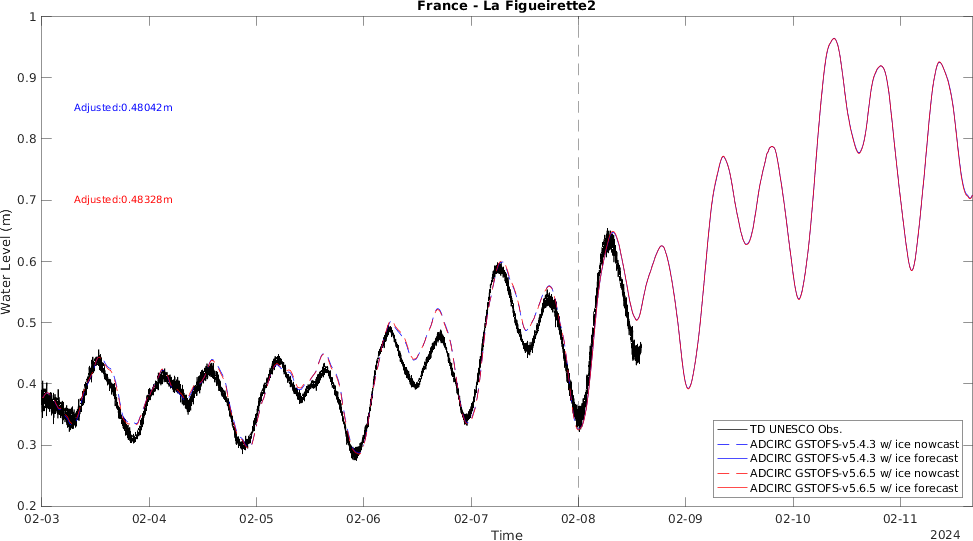 France - La Figueirette2
1
0.9
0.8
0.7
0.6
0.5
0.4
0.3
0.2
Water Level (m)
Adjusted:0.48042m
Adjusted:0.48328m
TD UNESCO Obs.
ADCIRC GSTOFS-v5.4.3 w/ ice nowcast
ADCIRC GSTOFS-v5.4.3 w/ ice forecast
ADCIRC GSTOFS-v5.6.5 w/ ice nowcast
ADCIRC GSTOFS-v5.6.5 w/ ice forecast
02-03 02-04 02-05 02-06 02-07 02-08 02-09 02-10 02-11
Time
2024